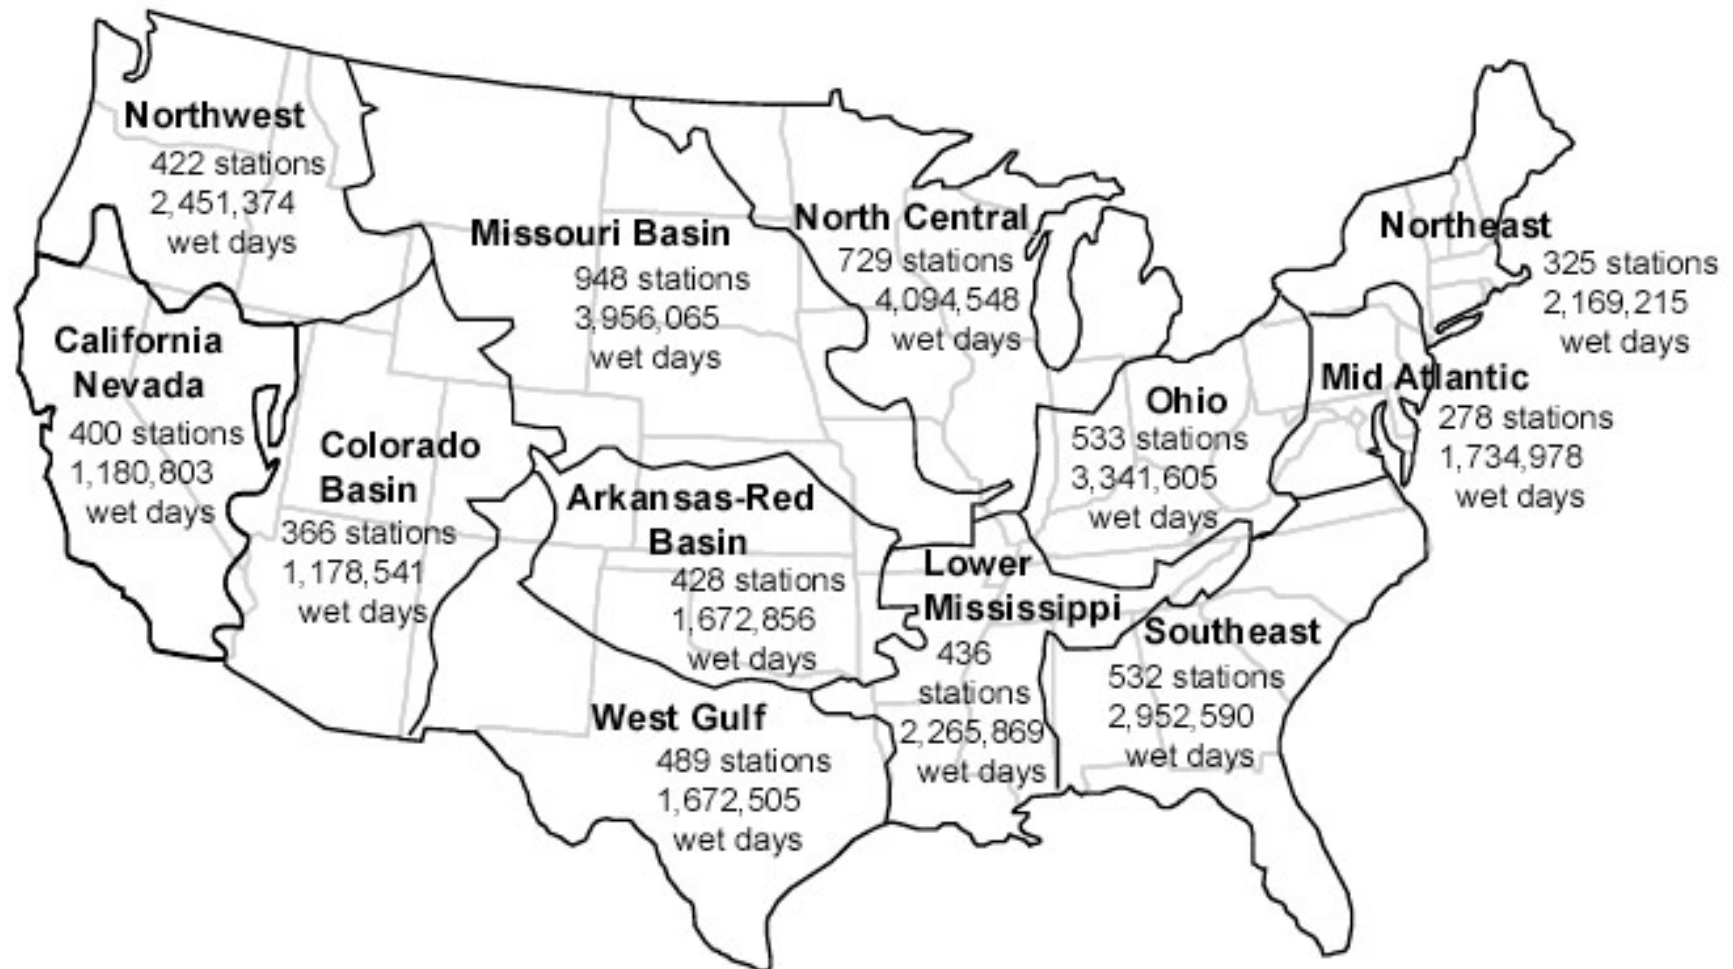 Northwest
422 stations
2,451,374
wet days
Missouri Basin
948 stations
3,956,065
wet days
North Central
729 stations
4,094,548
wet days
Northeast
325 stations
2,169,215
wet days
California
Nevada
400 stations
1,180,803
wet days
Colorado
Basin
366 stations
1,178,541
wet days
Arkansas-Red
Basin
428 stations
1,672,856
wet days
Ohio
533 stations
3,341,605
wet days
Mid Atlantic
278 stations
1,734,978
wet days
Lower
Mississippi
436
stations
2,265,869
wet days
Southeast
532 stations
2,952,590
wet days
West Gulf
489 stations
1,672,505
wet days